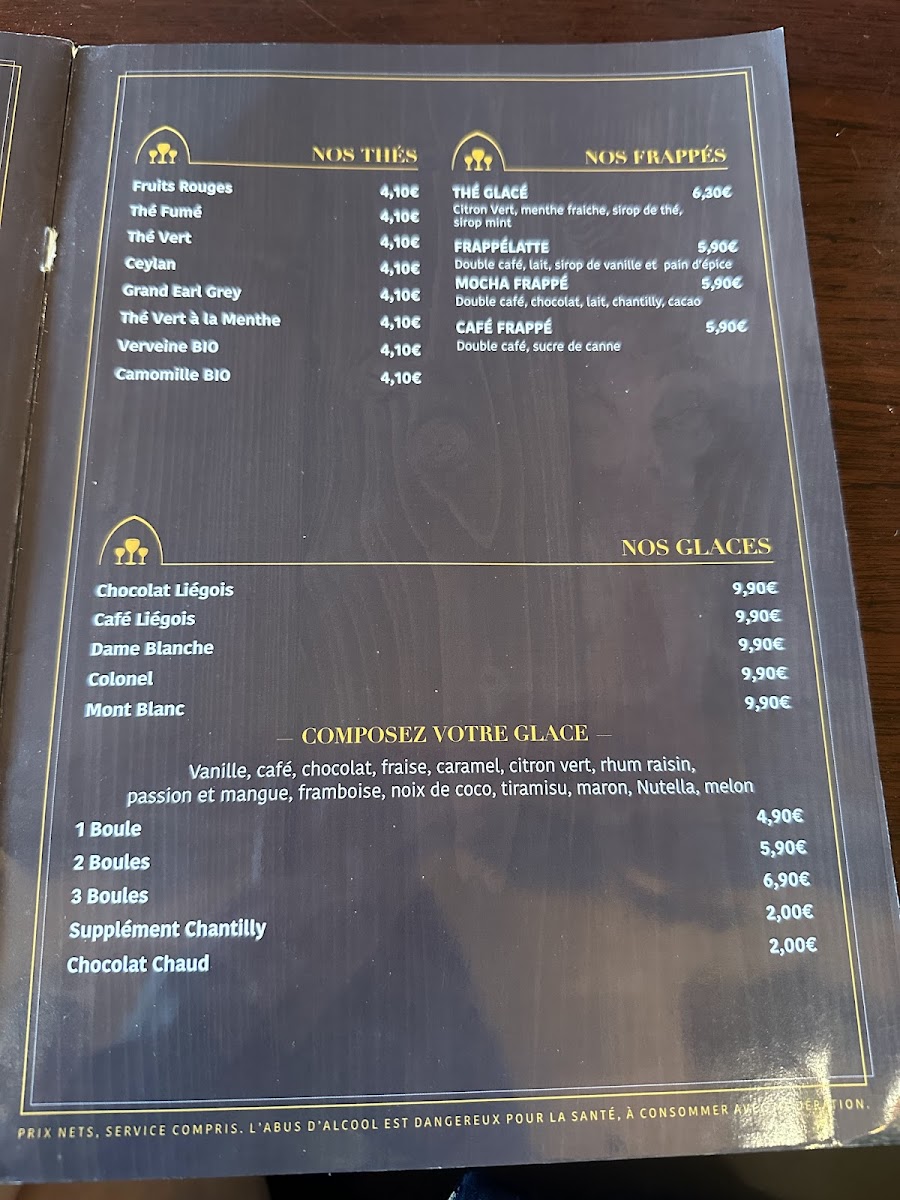 NOS THÉS
Fruits Rouges 4,10€
Thé Fumé 4,10€
Thé Vert 4,10€
Ceylan 4,10€
Grand Earl Grey 4,10€
Thé Vert à la Menthe 4,10€
Verveine BIO 4,10€
Camomille BIO 4,10€
NOS FRAPPÉS
THÉ GLACÉ 6,30€
Citron Vert, menthe fraiche, sirop de thé,
sirop mint
FRAPPÉLATTE 5,90€
Double café, lait, sirop de vanille et pain d'épice
MOCHA FRAPPÉ 5,90€
Double café, chocolat, lait, chantilly, cacao
CAFÉ FRAPPÉ 5,90€
Double café, sucre de canne
NOS GLACES
Chocolat Liégois 9,90€
Café Liégois 9,90€
Dame Blanche 9,90€
Colonel 9,90€
Mont Blanc 9,90€
— COMPOSEZ VOTRE GLACE —
Vanille, café, chocolat, fraise, caramel, citron vert, rhum raisin,
passion et mangue, framboise, noix de coco, tiramisu, maron, Nutella, melon
1 Boule 4,90€
2 Boules 5,90€
3 Boules 6,90€
Supplément Chantilly 2,00€
Chocolat Chaud 2,00€
PRIX NETS, SERVICE COMPRIS. L'ABUS D'ALCOOL EST DANGEREUX POUR LA SANTÉ, À CONSOMMER AVEC MODÉRATION.